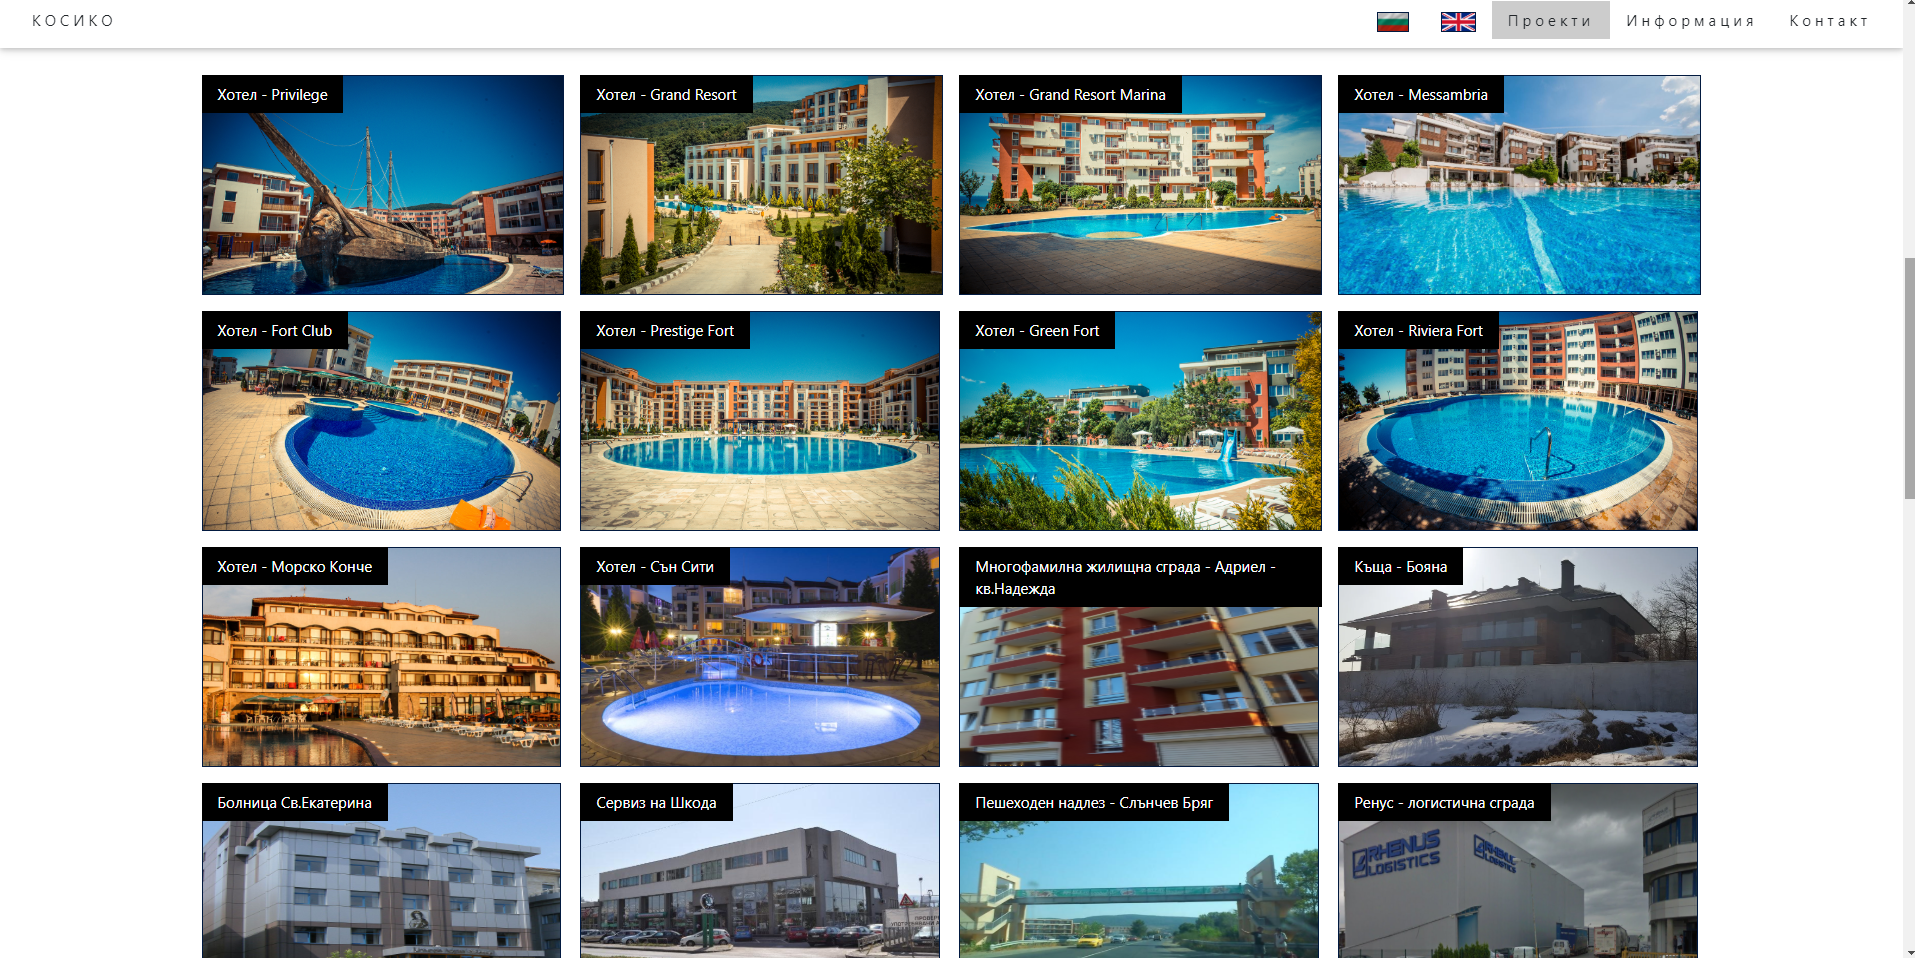 КОСИКО
Проекти
Информация
Контакт
Хотел - Privilege
Хотел - Grand Resort
Хотел - Grand Resort Marina
Хотел - Messambria
Хотел - Fort Club
Хотел - Prestige Fort
Хотел - Green Fort
Хотел - Riviera Fort
Хотел - Морско Конче
Хотел - Сън Сити
Многофамилна жилищна сграда - Адриел -
кв.Надежда
Къща - Бояна
Болница Св.Екатерина
Сервиз на Шкода
Пешеходен надлез - Слънчев Бряг
Ренус - логистична сграда
RHENUS
LOGISTICS
RHENUS
LOGISTICS